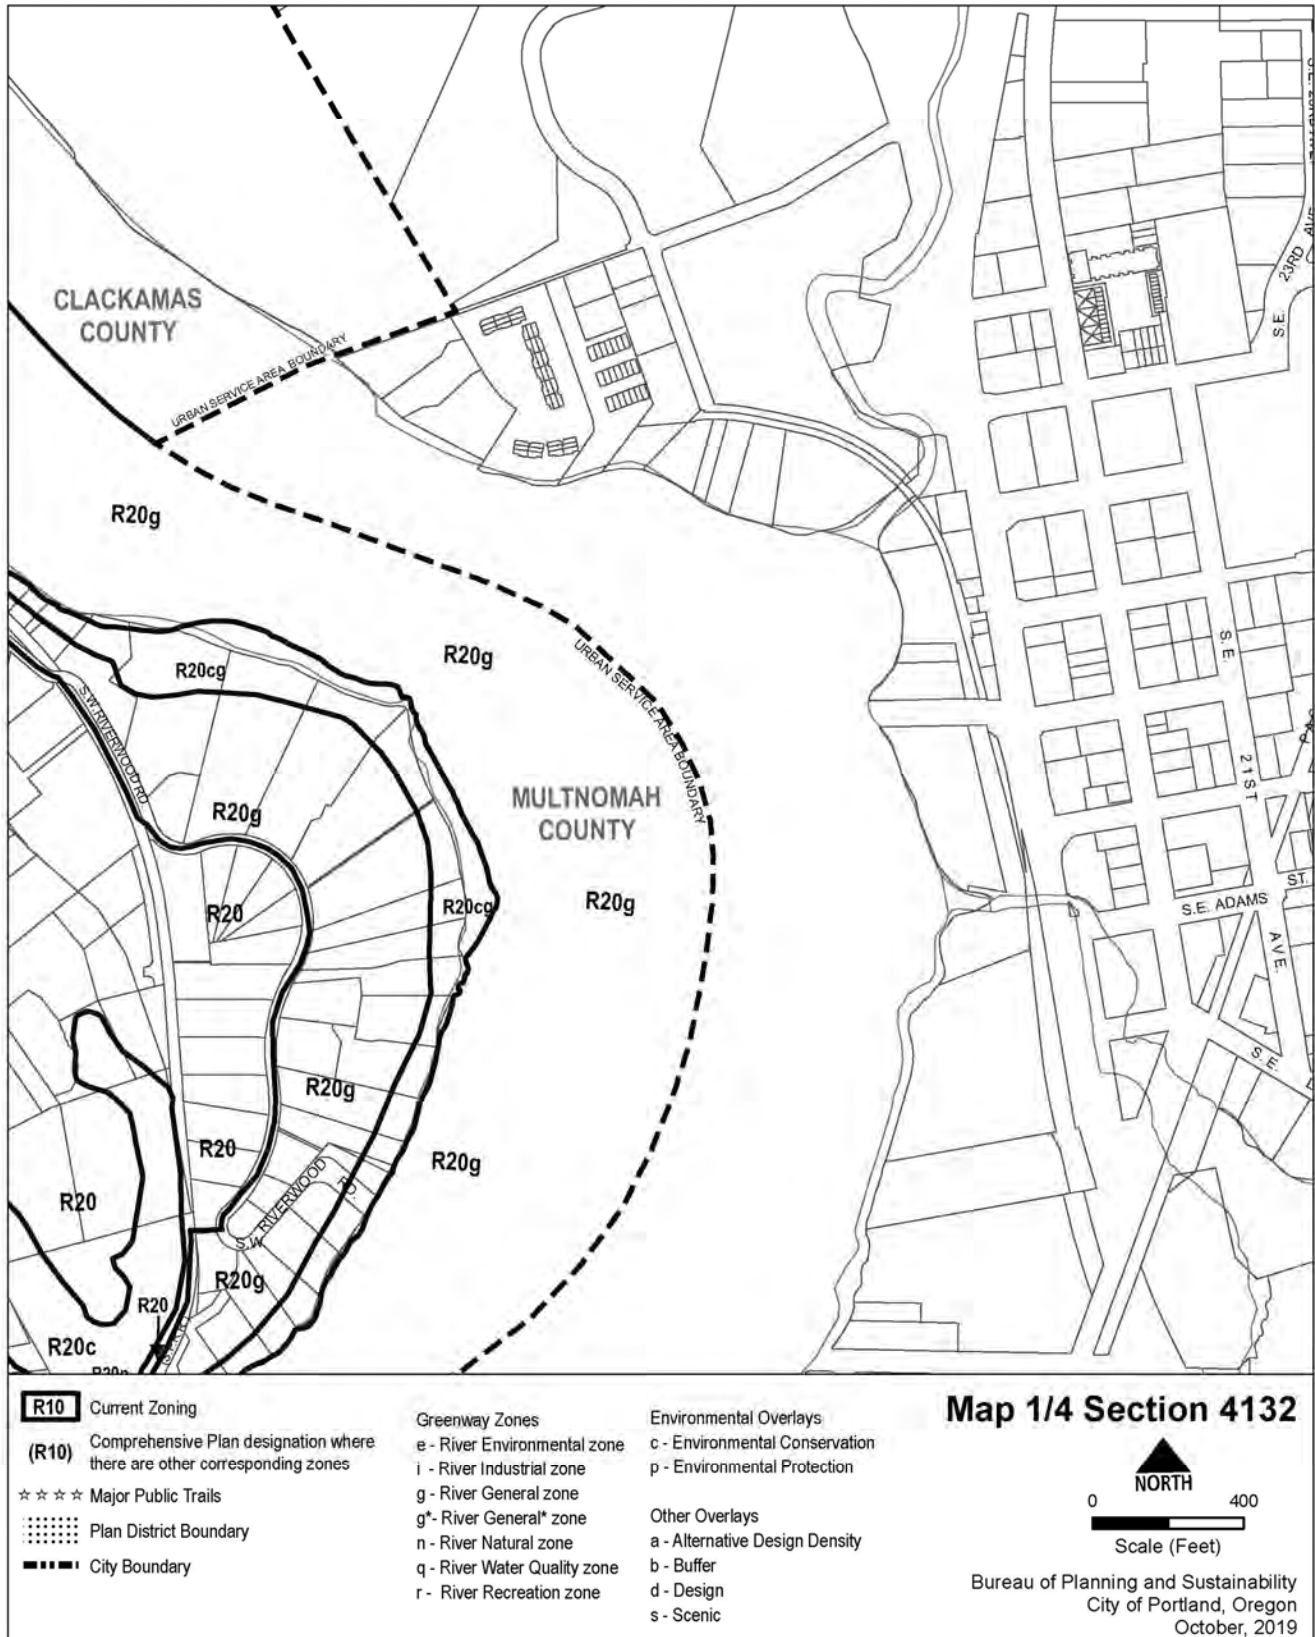 CLACKAMAS
COUNTY
23RD
S.E.
URBAN SERVICE AREA BOUNDARY
R20g
R20g
URBAN SERVICE AREA BOUNDARY
S.E.
R20cg
S.W. RIVERWOOD RD
21ST
R20g
MULTNOMAH
COUNTY
R20g
R20cg
R20
S.E. ADAMS
ST.
AVE.
S.E.
R20g
R20
R20g
S.W
RIVERWOOD
RD.
R20
R20g
R20
R20c
R10 Current Zoning
(R10) Comprehensive Plan designation where
there are other corresponding zones
☆☆☆☆ Major Public Trails
Plan District Boundary
City Boundary
Greenway Zones
e - River Environmental zone
i - River Industrial zone
g - River General zone
g*- River General* zone
n - River Natural zone
q - River Water Quality zone
r - River Recreation zone
Environmental Overlays
c - Environmental Conservation
p - Environmental Protection
Other Overlays
a - Alternative Design Density
b - Buffer
d - Design
s - Scenic
Map 1/4 Section 4132
NORTH
0 400
Scale (Feet)
Bureau of Planning and Sustainability
City of Portland, Oregon
October, 2019